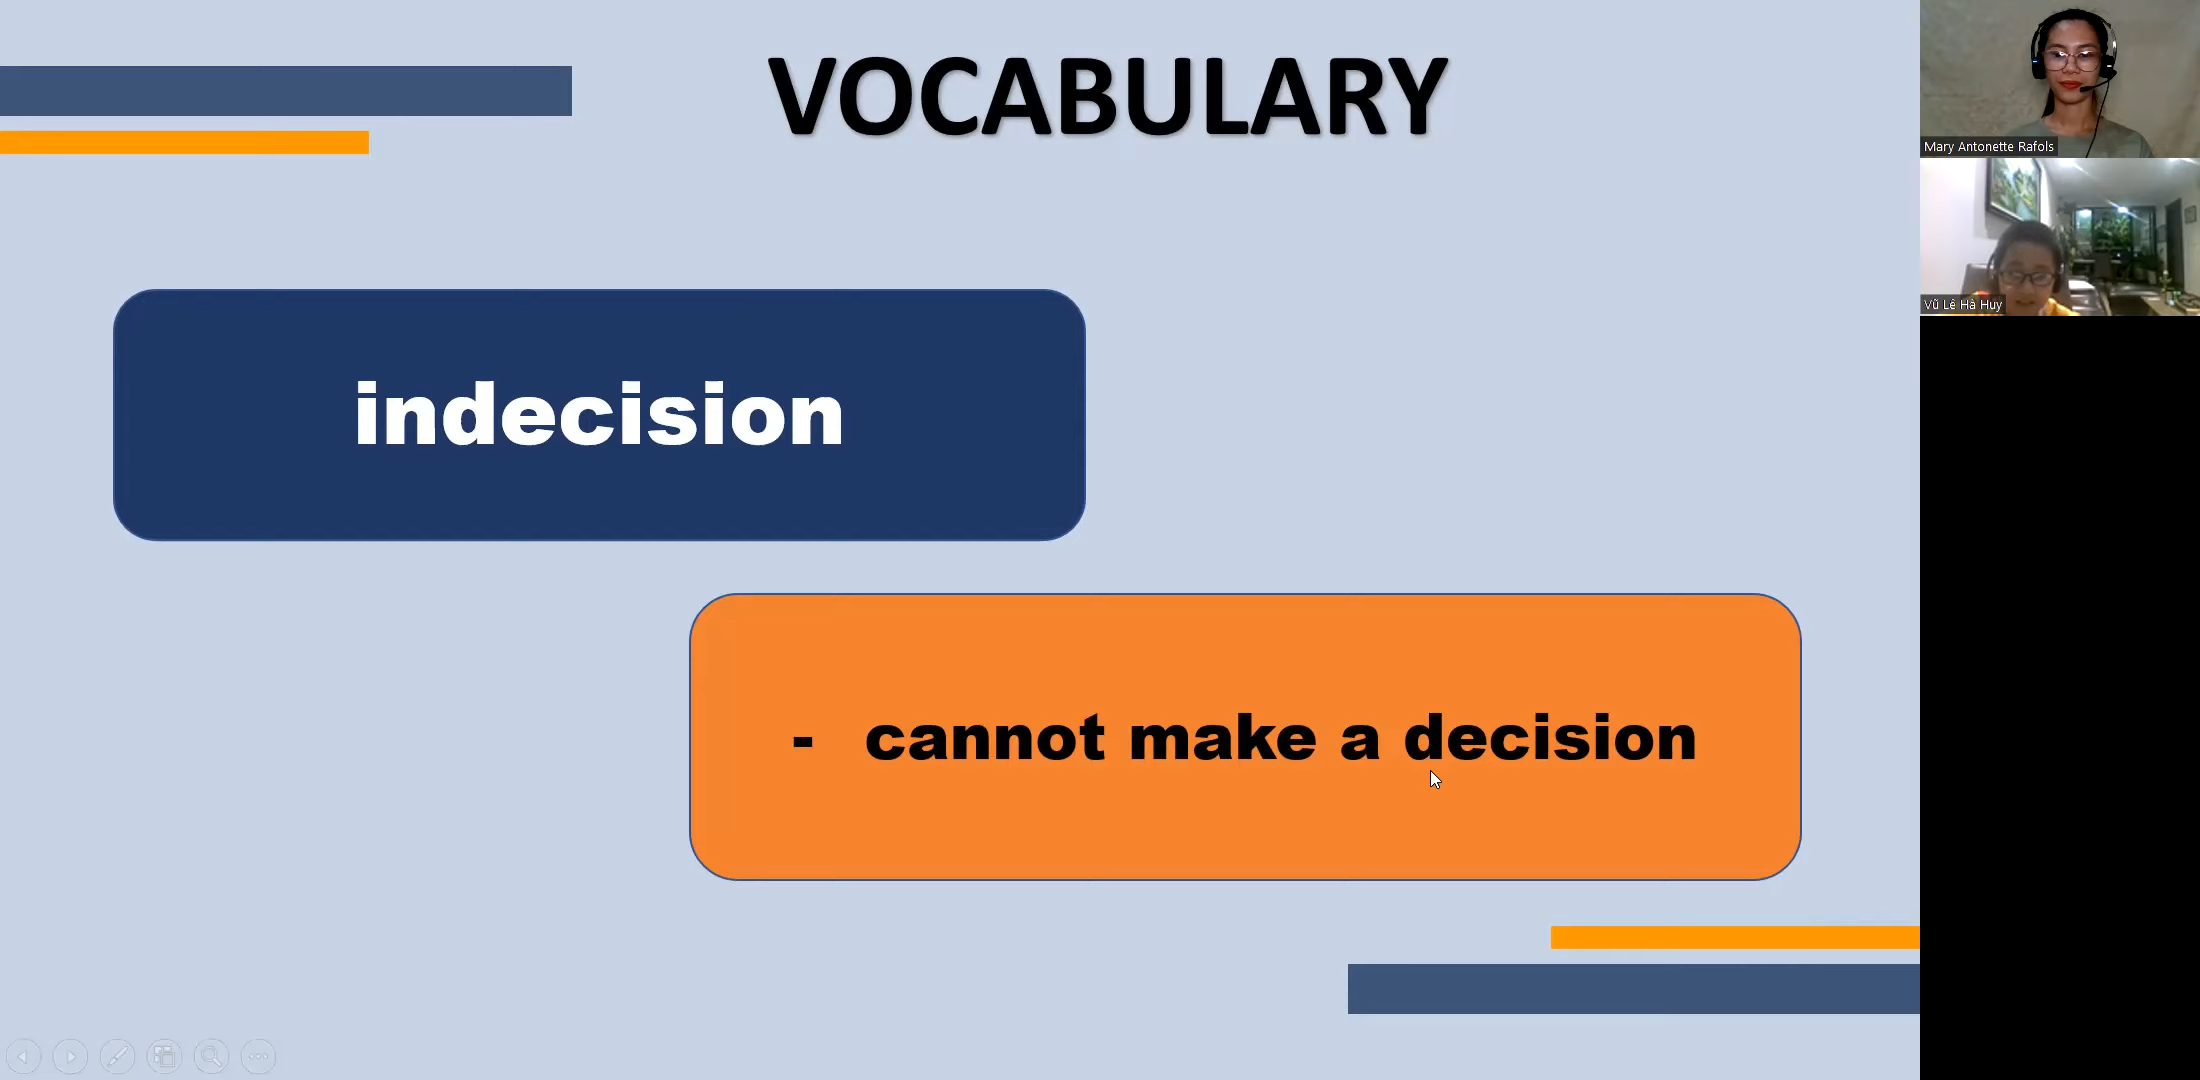 VOCABULARY
indecision
- cannot make a decision
Mary Antonette Rafols
Vũ Lê Hà Huy